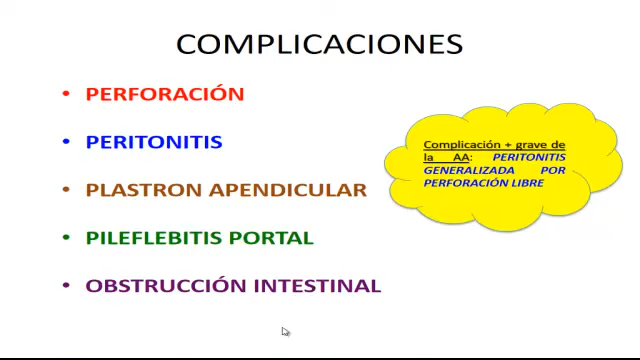 COMPLICACIONES
• PERFORACIÓN
• PERITONITIS
• PLASTRON APENDICULAR
• PILEFLEBITIS PORTAL
• OBSTRUCCIÓN INTESTINAL
Complicación + grave de
la AA: PERITONITIS
GENERALIZADA POR
PERFORACIÓN LIBRE